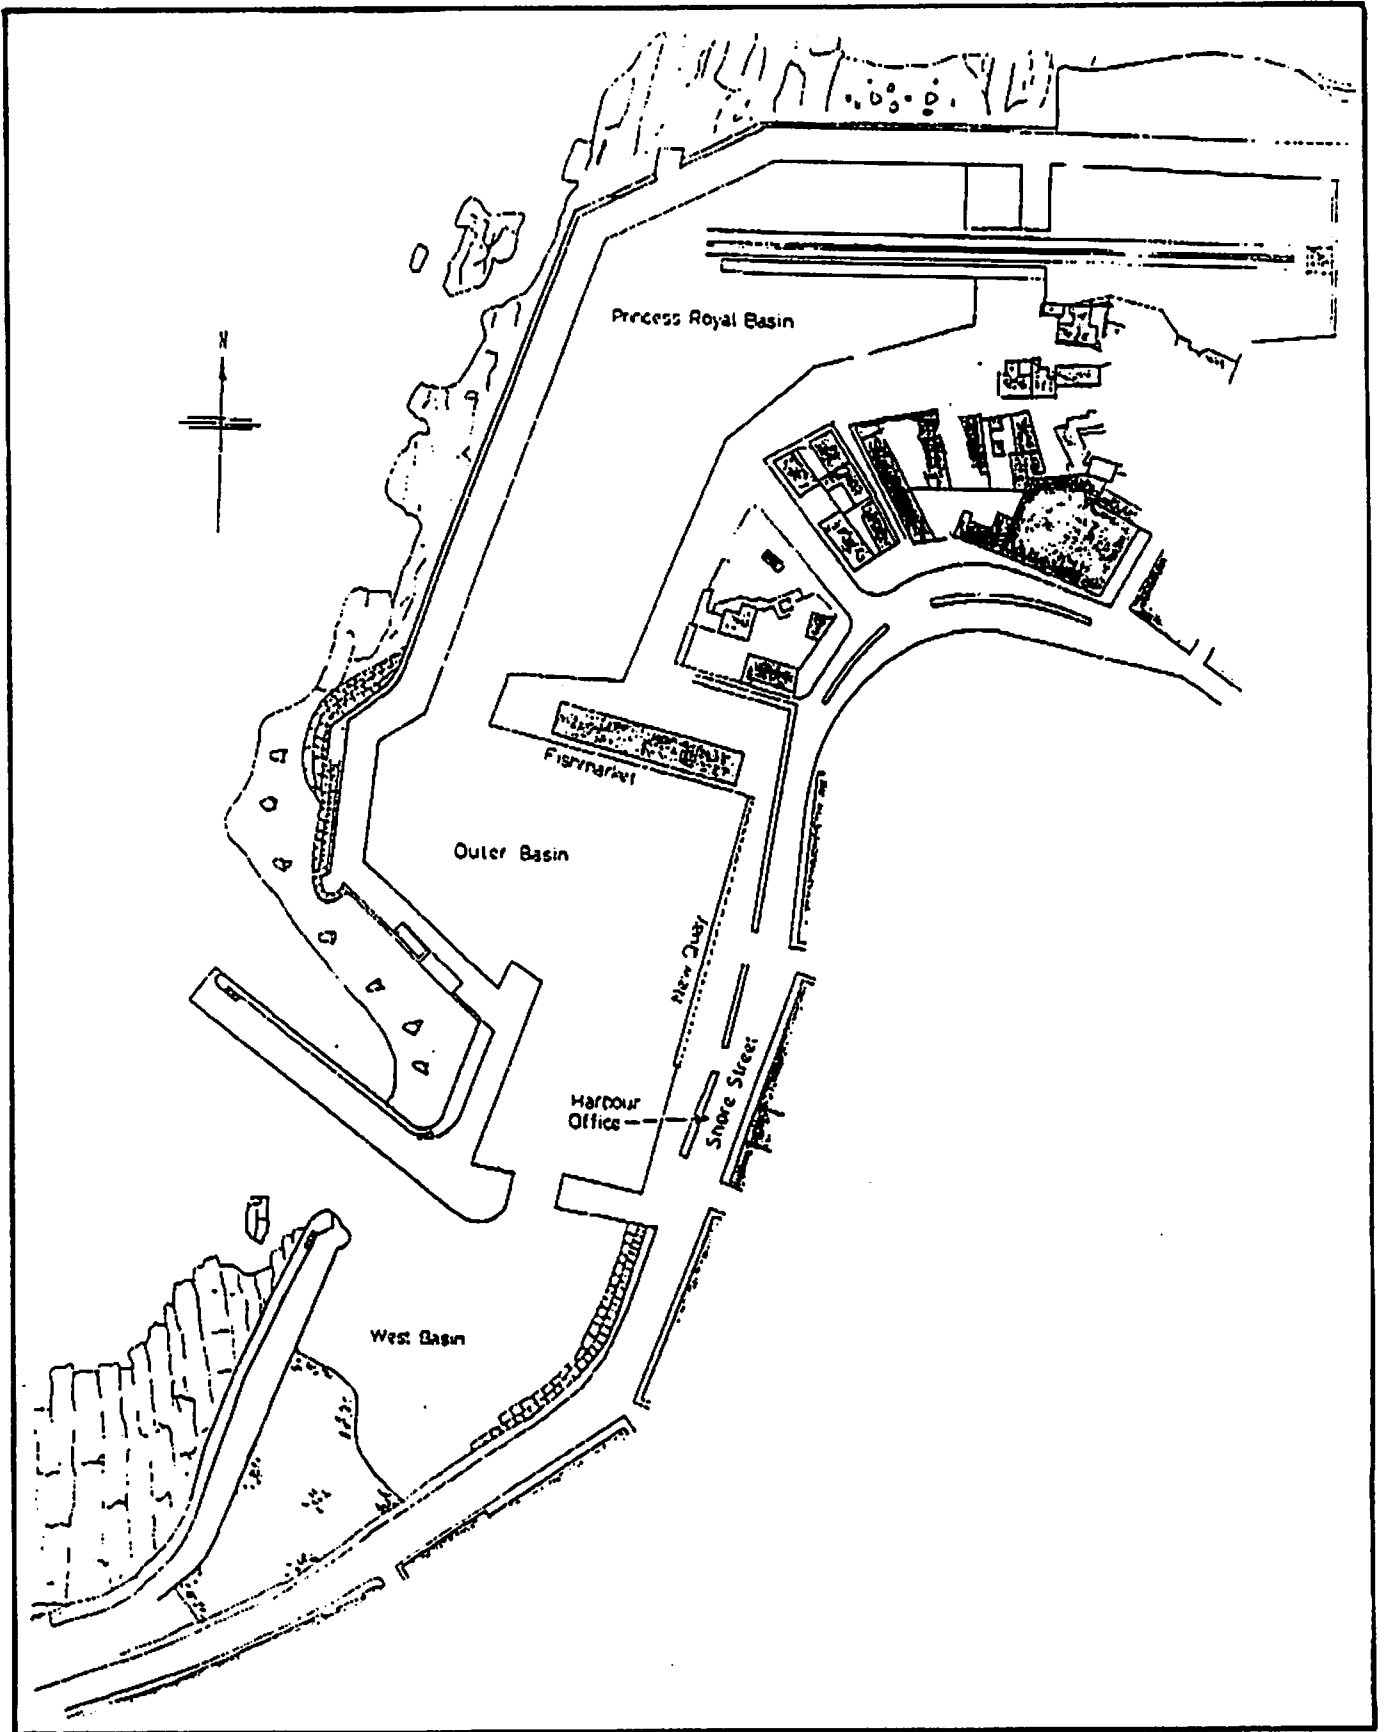 N
Princess Royal Basin
Fishmarket
Outer Basin
New Quay
Harbour
Office
Shore Street
West Basin